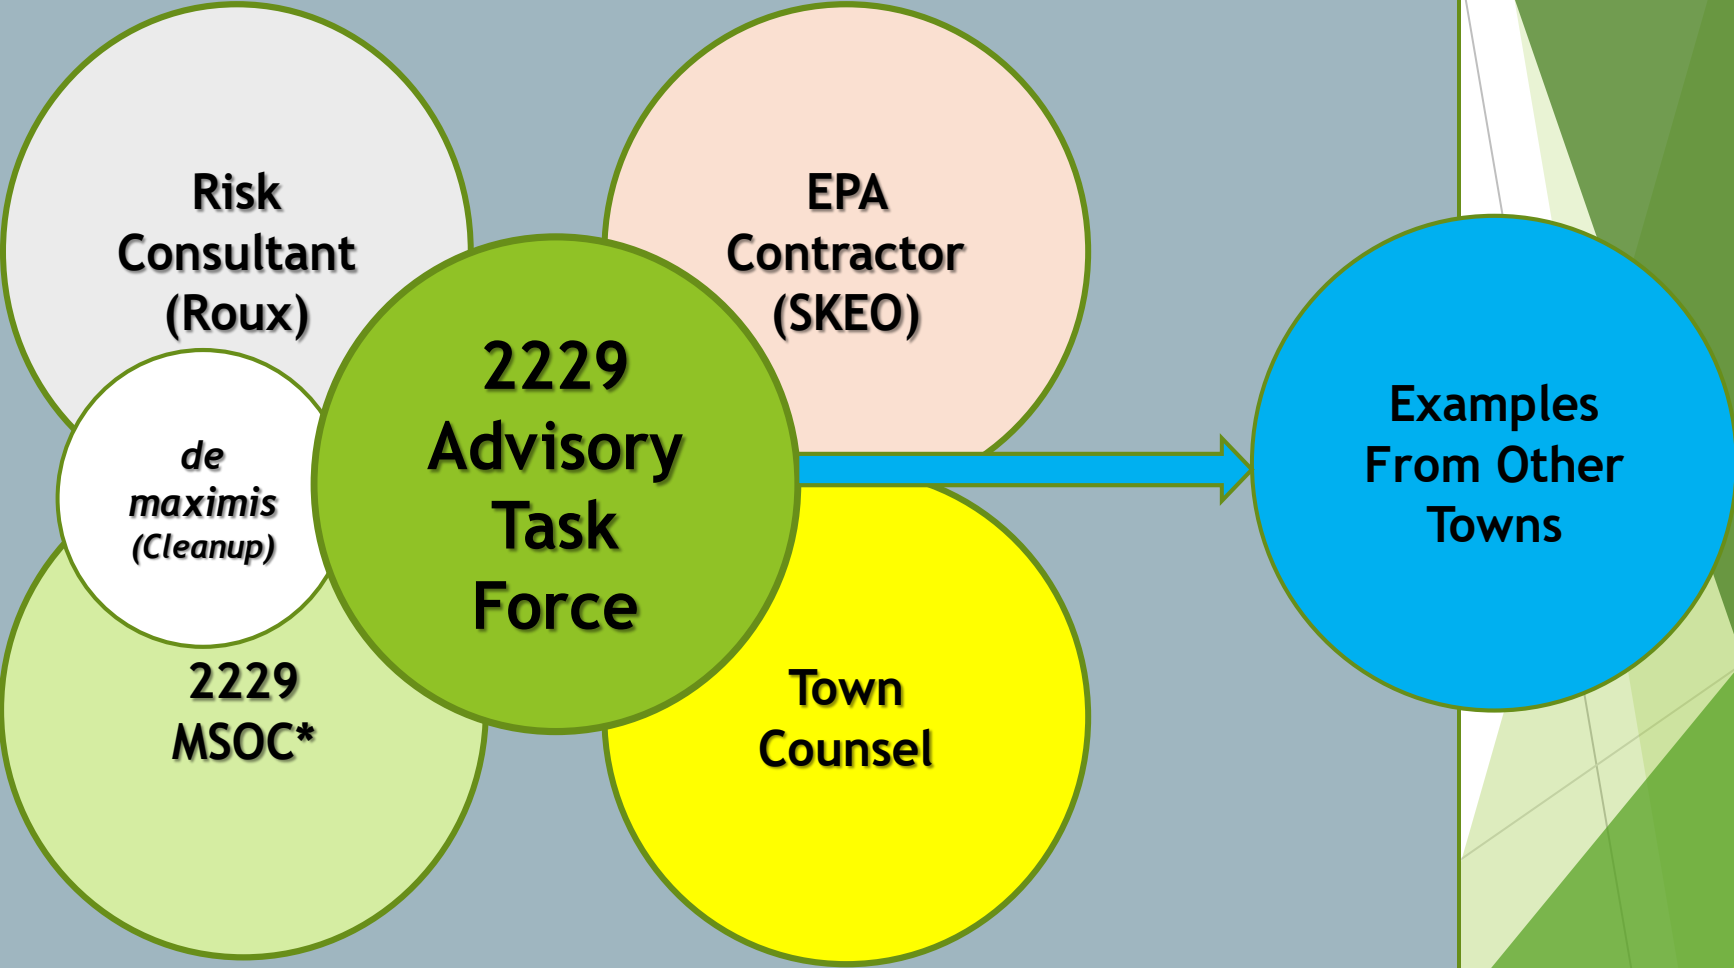 Risk
Consultant
(Roux)
EPA
Contractor
(SKEO)
2229
Advisory
Task
Force
de
maximis
(Cleanup)
Examples
From Other
Towns
2229
MSOC*
Town
Counsel